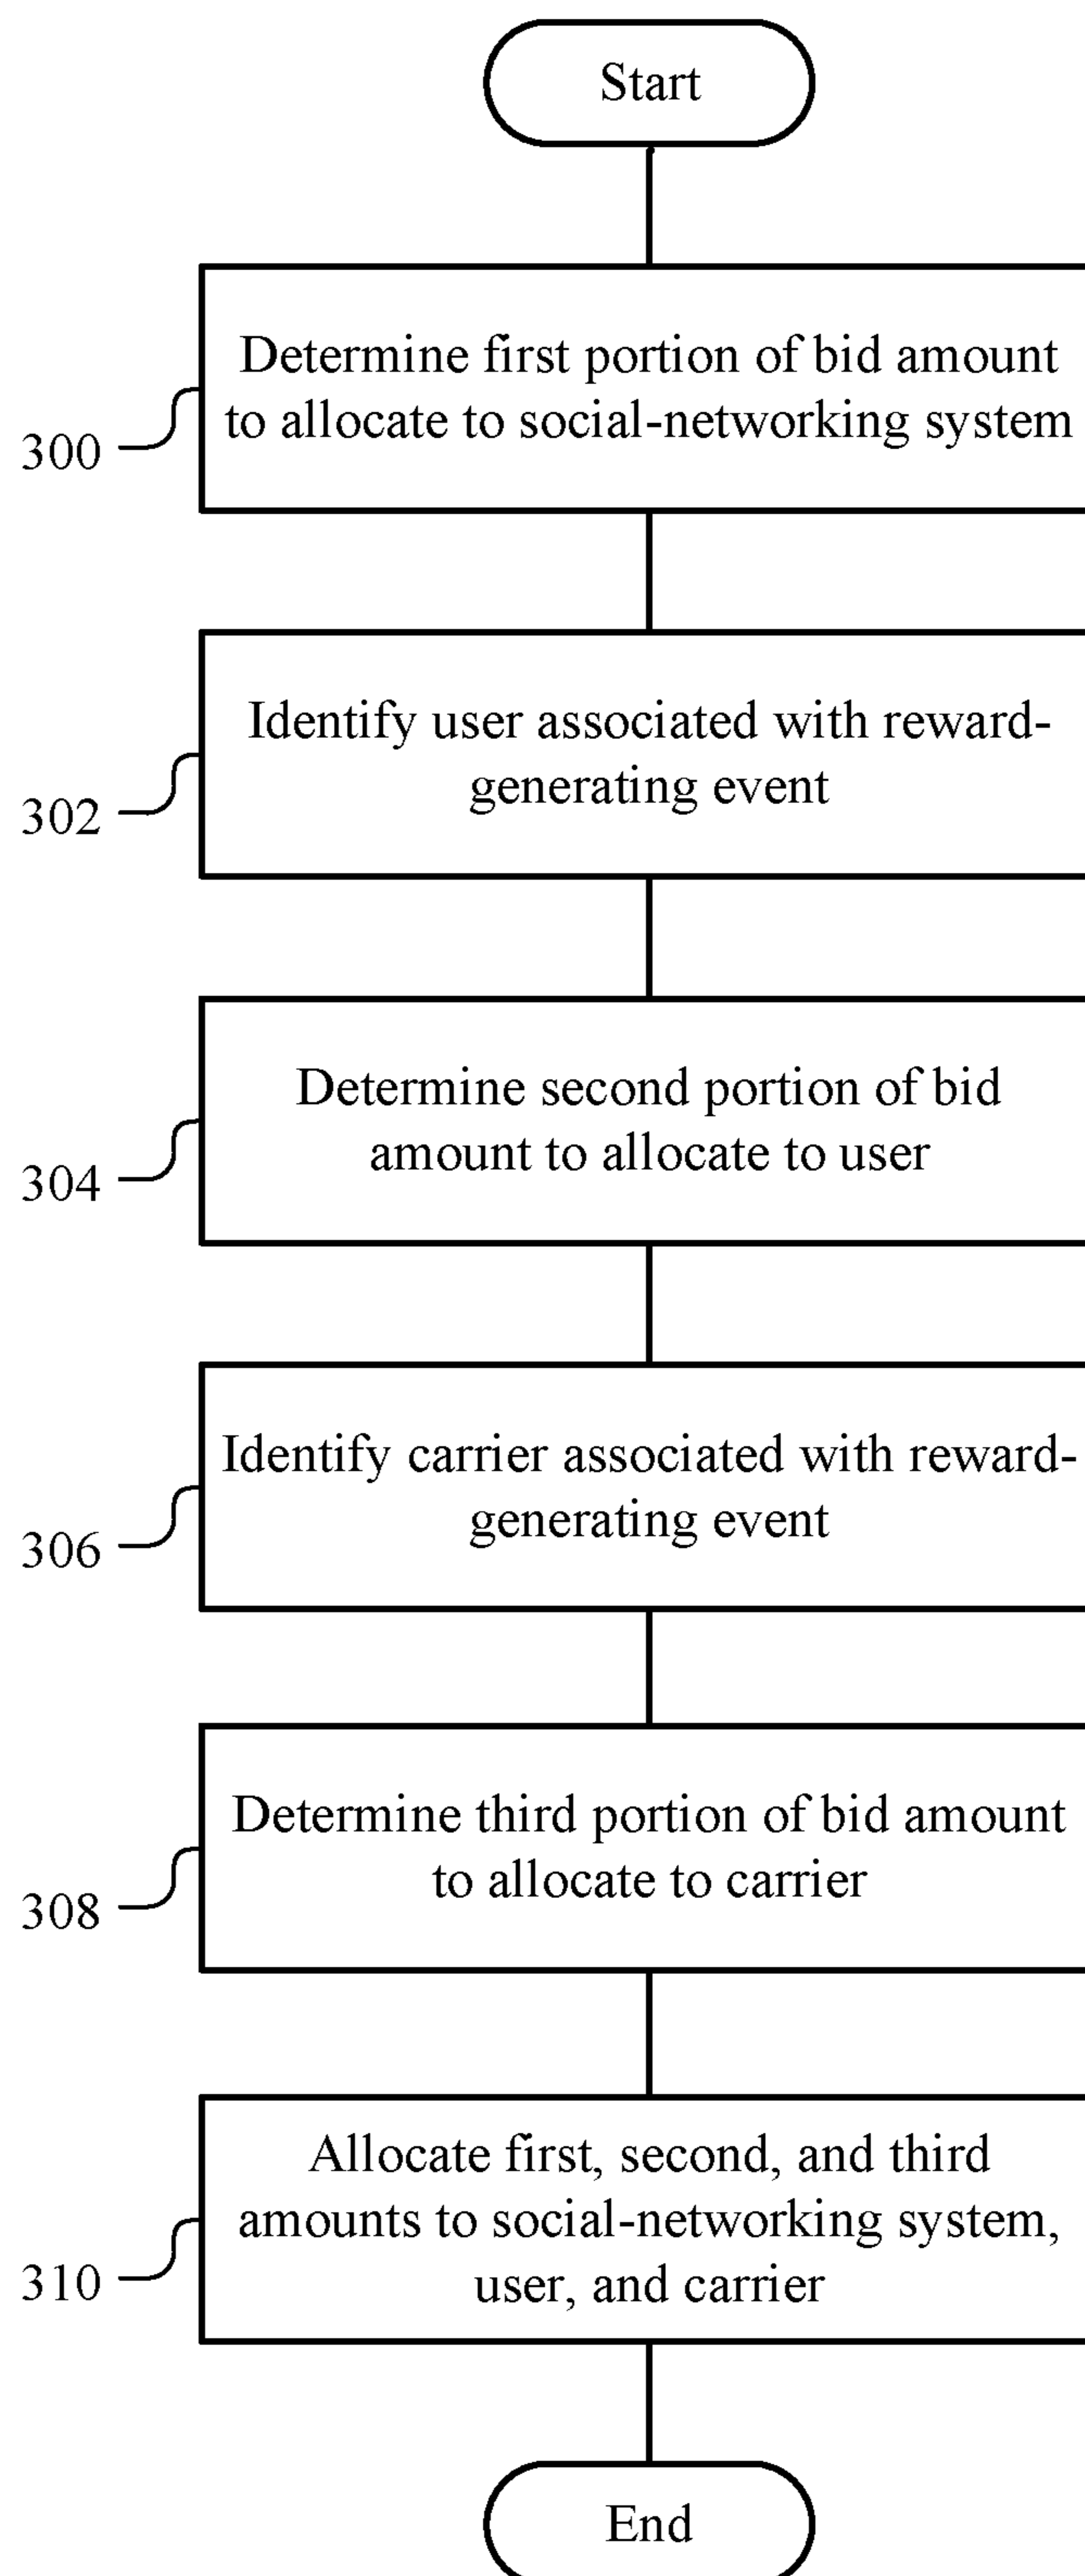 Start
Determine first portion of bid amount
to allocate to social-networking system
300
Identify user associated with reward-
generating event
302
Determine second portion of bid
amount to allocate to user
304
Identify carrier associated with reward-
generating event
306
Determine third portion of bid amount
to allocate to carrier
308
Allocate first, second, and third
amounts to social-networking system,
user, and carrier
310
End